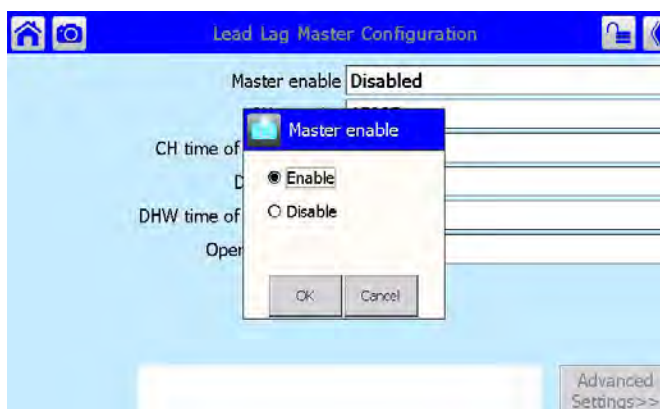 Lead Lag Master Configuration
Master enable Disabled
Master enable
CH time of
Enable
Disable
DHW time of
Oper
OK Cancel
Advanced
Settings>>